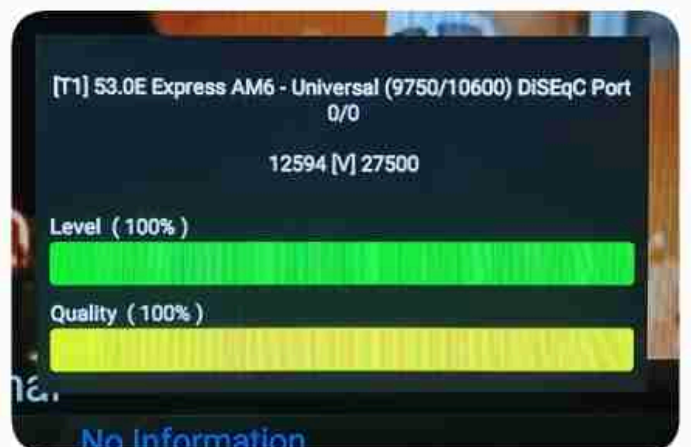 [T1] 53.0E Express AM6 - Universal (9750/10600) DiSEqC Port
0/0
12594 [V] 27500
Level ( 100% )
Quality ( 100% )
No Information